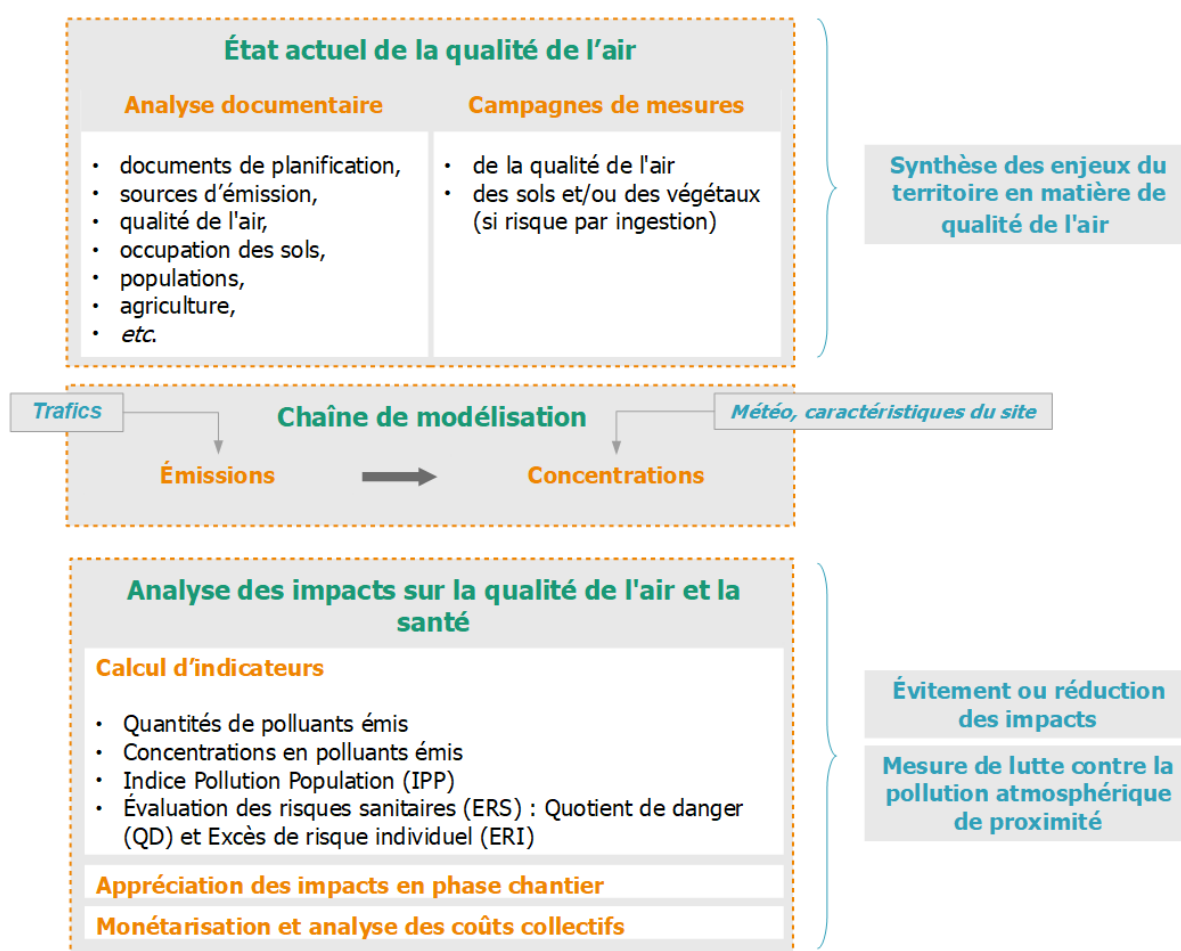 État actuel de la qualité de l’air
Analyse documentaire
• documents de planification,
• sources d’émission,
• qualité de l'air,
• occupation des sols,
• populations,
• agriculture,
• etc.
Campagnes de mesures
• de la qualité de l'air
• des sols et/ou des végétaux
(si risque par ingestion)
Synthèse des enjeux du
territoire en matière de
qualité de l'air
Trafics
Chaîne de modélisation
Météo, caractéristiques du site
Émissions
Concentrations
Analyse des impacts sur la qualité de l'air et la
santé
Calcul d’indicateurs
• Quantités de polluants émis
• Concentrations en polluants émis
• Indice Pollution Population (IPP)
• Évaluation des risques sanitaires (ERS) : Quotient de danger
(QD) et Excès de risque individuel (ERI)
Appréciation des impacts en phase chantier
Monétarisation et analyse des coûts collectifs
Évitement ou réduction
des impacts
Mesure de lutte contre la
pollution atmosphérique
de proximité